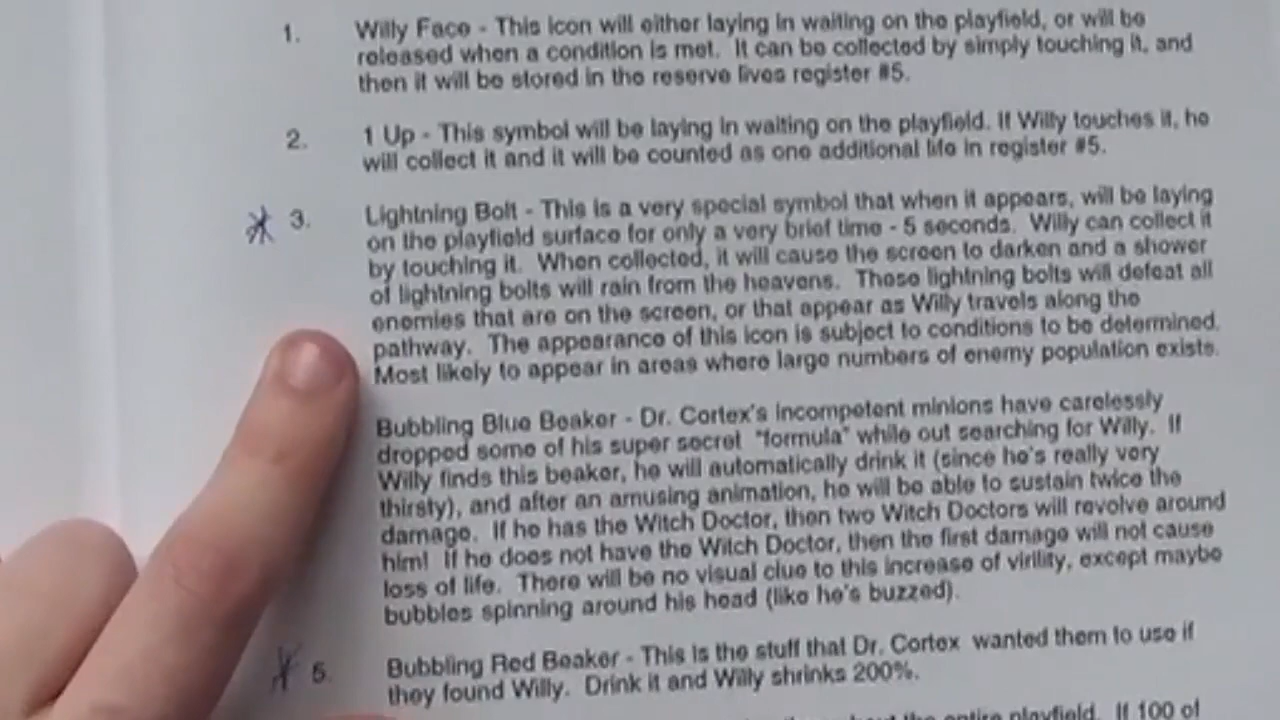 1. Willy Face - This icon will either laying in waiting on the playfield, or will be
released when a condition is met. It can be collected by simply touching it, and
then it will be stored in the reserve lives register #5.
2. 1 Up - This symbol will be laying in waiting on the playfield. If Willy touches it, he
will collect it and it will be counted as one additional life in register #5.
3. Lightning Bolt - This is a very special symbol that when it appears, will be laying
on the playfield surface for only a very brief time - 5 seconds. Willy can collect it
by touching it. When collected, it will cause the screen to darken and a shower
of lightning bolts will rain from the heavens. These lightning bolts will defeat all
enemies that are on the screen, or that appear as Willy travels along the
pathway. The appearance of this icon is subject to conditions to be determined.
Most likely to appear in areas where large numbers of enemy population exists.
Bubbling Blue Beaker - Dr. Cortex's incompetent minions have carelessly
dropped some of his super secret "formula" while out searching for Willy. If
Willy finds this beaker, he will automatically drink it (since he's really very
thirsty), and after an amusing animation, he will be able to sustain twice the
damage. If he has the Witch Doctor, then two Witch Doctors will revolve around
him! If he does not have the Witch Doctor, then the first damage will not cause
loss of life. There will be no visual clue to this increase of virility, except maybe
bubbles spinning around his head (like he's buzzed).
5. Bubbling Red Beaker - This is the stuff that Dr. Cortex wanted them to use if
they found Willy. Drink it and Willy shrinks 200%.
the entire playfield. If 100 of